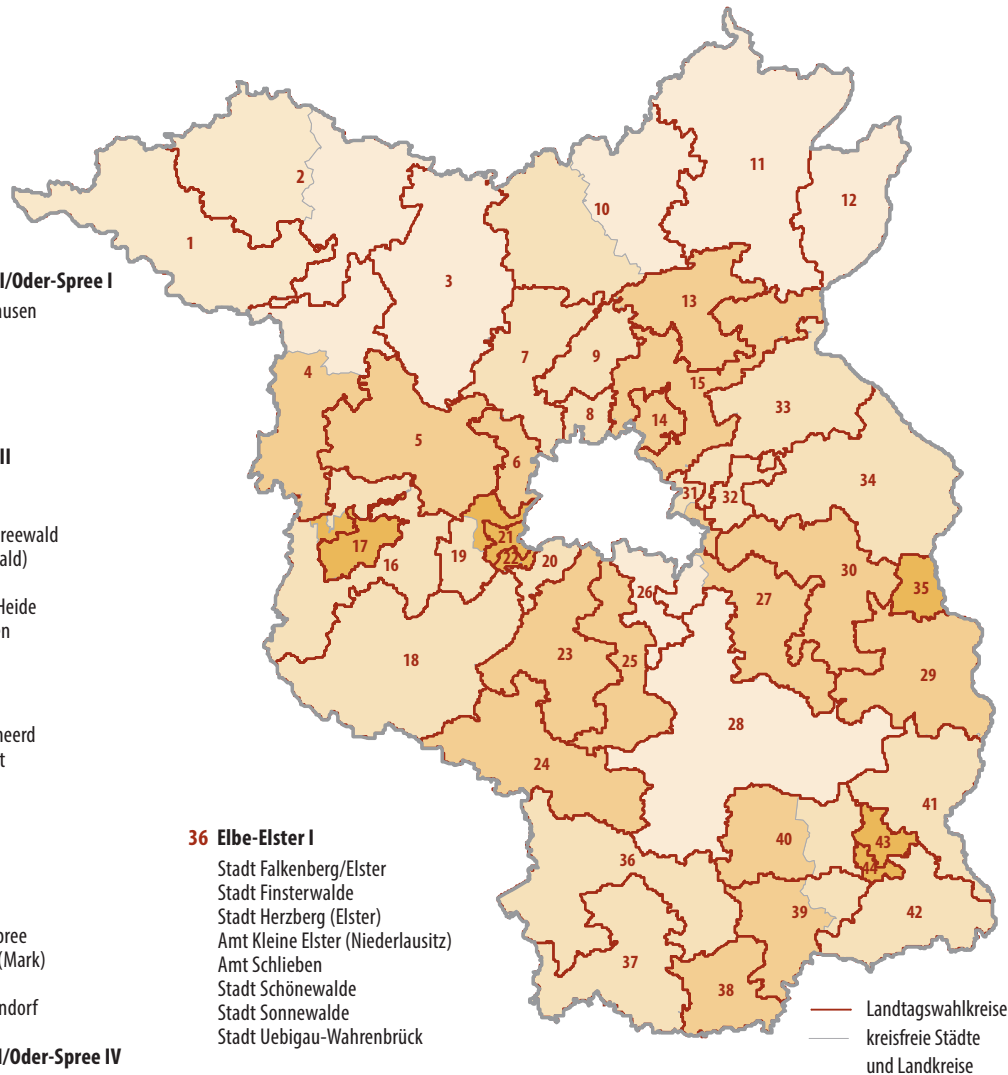 l/Oder-Spree I
ausen
II
reewald
ald)
Heide
en
neerd
t
pree
(Mark)
ndorf
l/Oder-Spree IV
36 Elbe-Elster I
Stadt Falkenberg/Elster
Stadt Finsterwalde
Stadt Herzberg (Elster)
Amt Kleine Elster (Niederlausitz)
Amt Schlieben
Stadt Schönewalde
Stadt Sonnewalde
Stadt Uebigau-Wahrenbrück
1
2
3
4
5
6
7
8
9
10
11
12
13
14
15
16
17
18
19
20
21
22
23
24
25
26
27
28
29
30
31
32
33
34
35
36
37
38
39
40
41
42
43
44
Landtagswahlkreise
kreisfreie Städte
und Landkreise